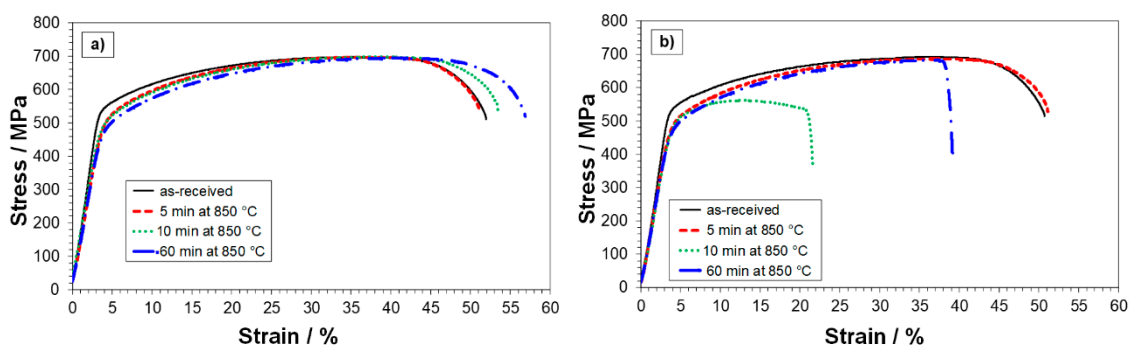 a)
800
700
600
500
400
300
200
100
0
Stress / MPa
as-received
5 min at 850 °C
10 min at 850 °C
60 min at 850 °C
0 5 10 15 20 25 30 35 40 45 50 55 60
Strain / %
b)
800
700
600
500
400
300
200
100
0
Stress / MPa
as-received
5 min at 850 °C
10 min at 850 °C
60 min at 850 °C
0 5 10 15 20 25 30 35 40 45 50 55 60
Strain / %